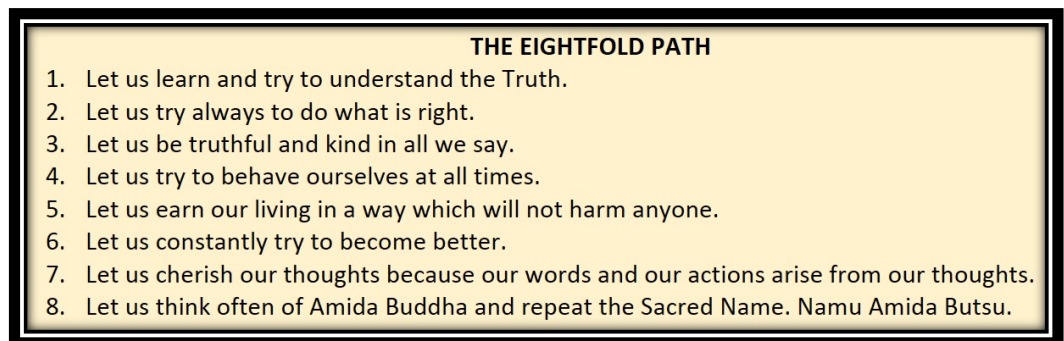 THE EIGHTFOLD PATH
1. Let us learn and try to understand the Truth.
2. Let us try always to do what is right.
3. Let us be truthful and kind in all we say.
4. Let us try to behave ourselves at all times.
5. Let us earn our living in a way which will not harm anyone.
6. Let us constantly try to become better.
7. Let us cherish our thoughts because our words and our actions arise from our thoughts.
8. Let us think often of Amida Buddha and repeat the Sacred Name. Namu Amida Butsu.